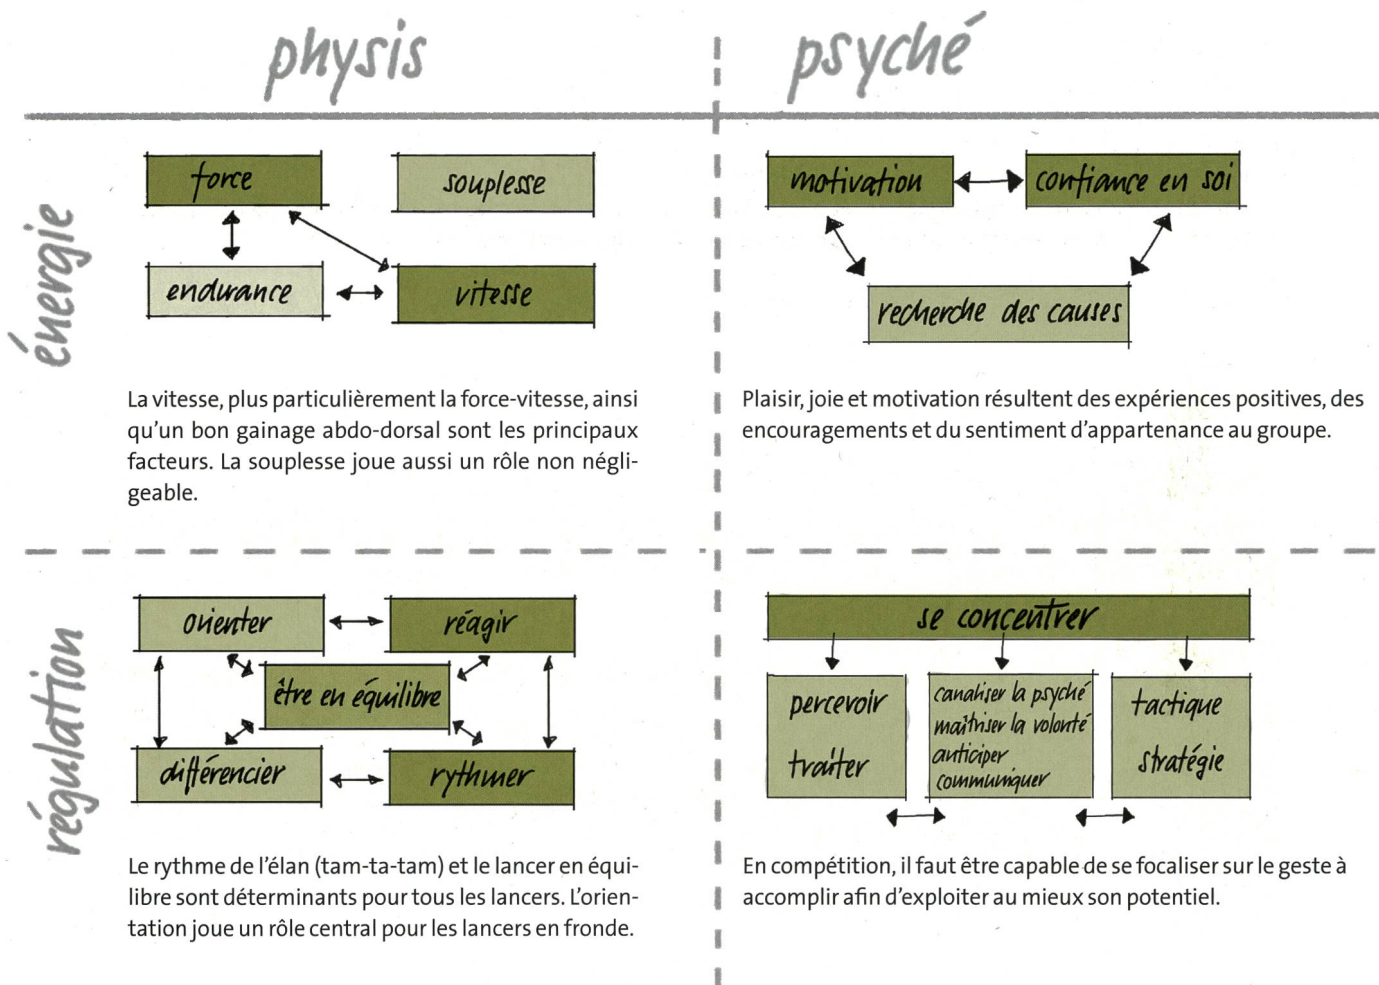 physis
psyché
énergie
force
souplesse
endurance
vitesse
La vitesse, plus particulièrement la force-vitesse, ainsi
qu'un bon gainage abdo-dorsal sont les principaux
facteurs. La souplesse joue aussi un rôle non négli-
geable.
motivation
confiance en soi
recherche des causes
Plaisir, joie et motivation résultent des expériences positives, des
encouragements et du sentiment d'appartenance au groupe.
régulation
orienter
réagir
être en équilibre
différencier
rythmer
Le rythme de l'élan (tam-ta-tam) et le lancer en équi-
libre sont déterminants pour tous les lancers. L'orien-
tation joue un rôle central pour les lancers en fronde.
se concentrer
percevoir
traiter
canaliser la psyché
maîtriser la volonté
anticiper
communiquer
tactique
stratégie
En compétition, il faut être capable de se focaliser sur le geste à
accomplir afin d'exploiter au mieux son potentiel.